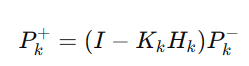 P_k^+ = (I − K_k H_k) P_k^−